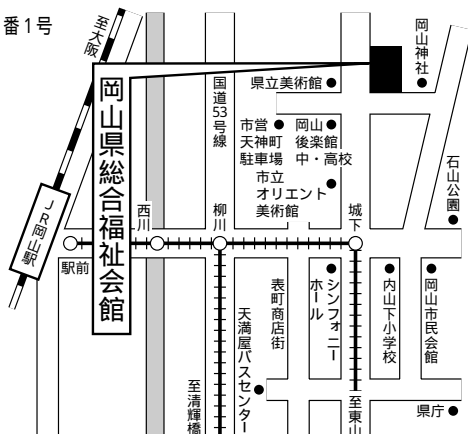 番1号
至大阪
岡山神社
県立美術館
国道53号線
岡山県総合福祉会館
市営
天神町
駐車場
岡山
後楽館
中・高校
市立
オリエント
美術館
石山公園
JR岡山駅
西川
柳川
城下
駅前
表町商店街
シンフォニー
ホール
内山下小学校
岡山市民会館
天満屋バスセンター
至清輝橋
至東山
県庁